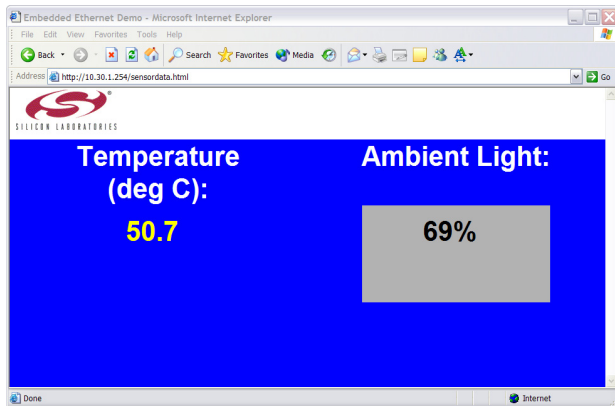 Embedded Ethernet Demo - Microsoft Internet Explorer
File Edit View Favorites Tools Help
Back Search Favorites Media
Address http://10.30.1.254/sensordata.html Go
®
SILICON LABORATORIES
Temperature Ambient Light:
(deg C):
50.7 69%
Done Internet